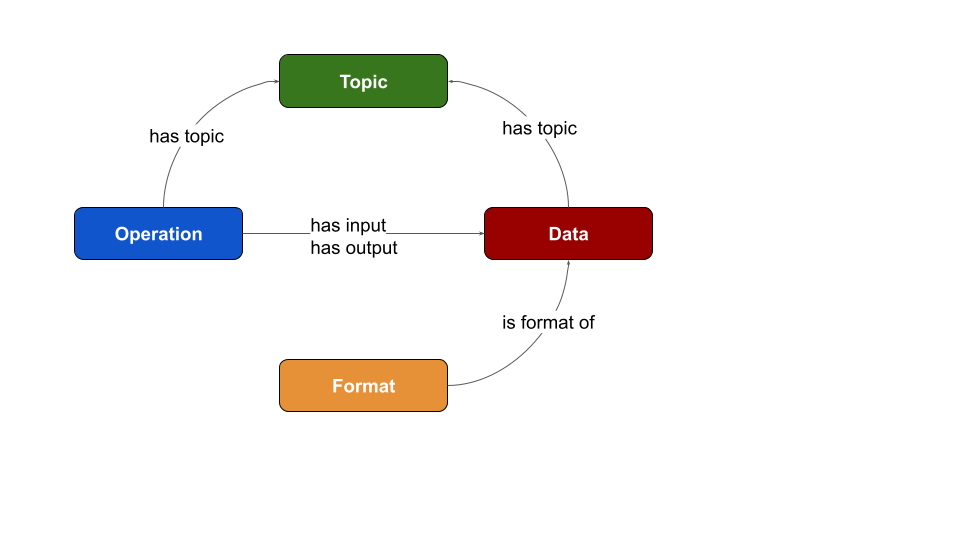 Topic
has topic
has topic
Operation
has input
has output
Data
is format of
Format